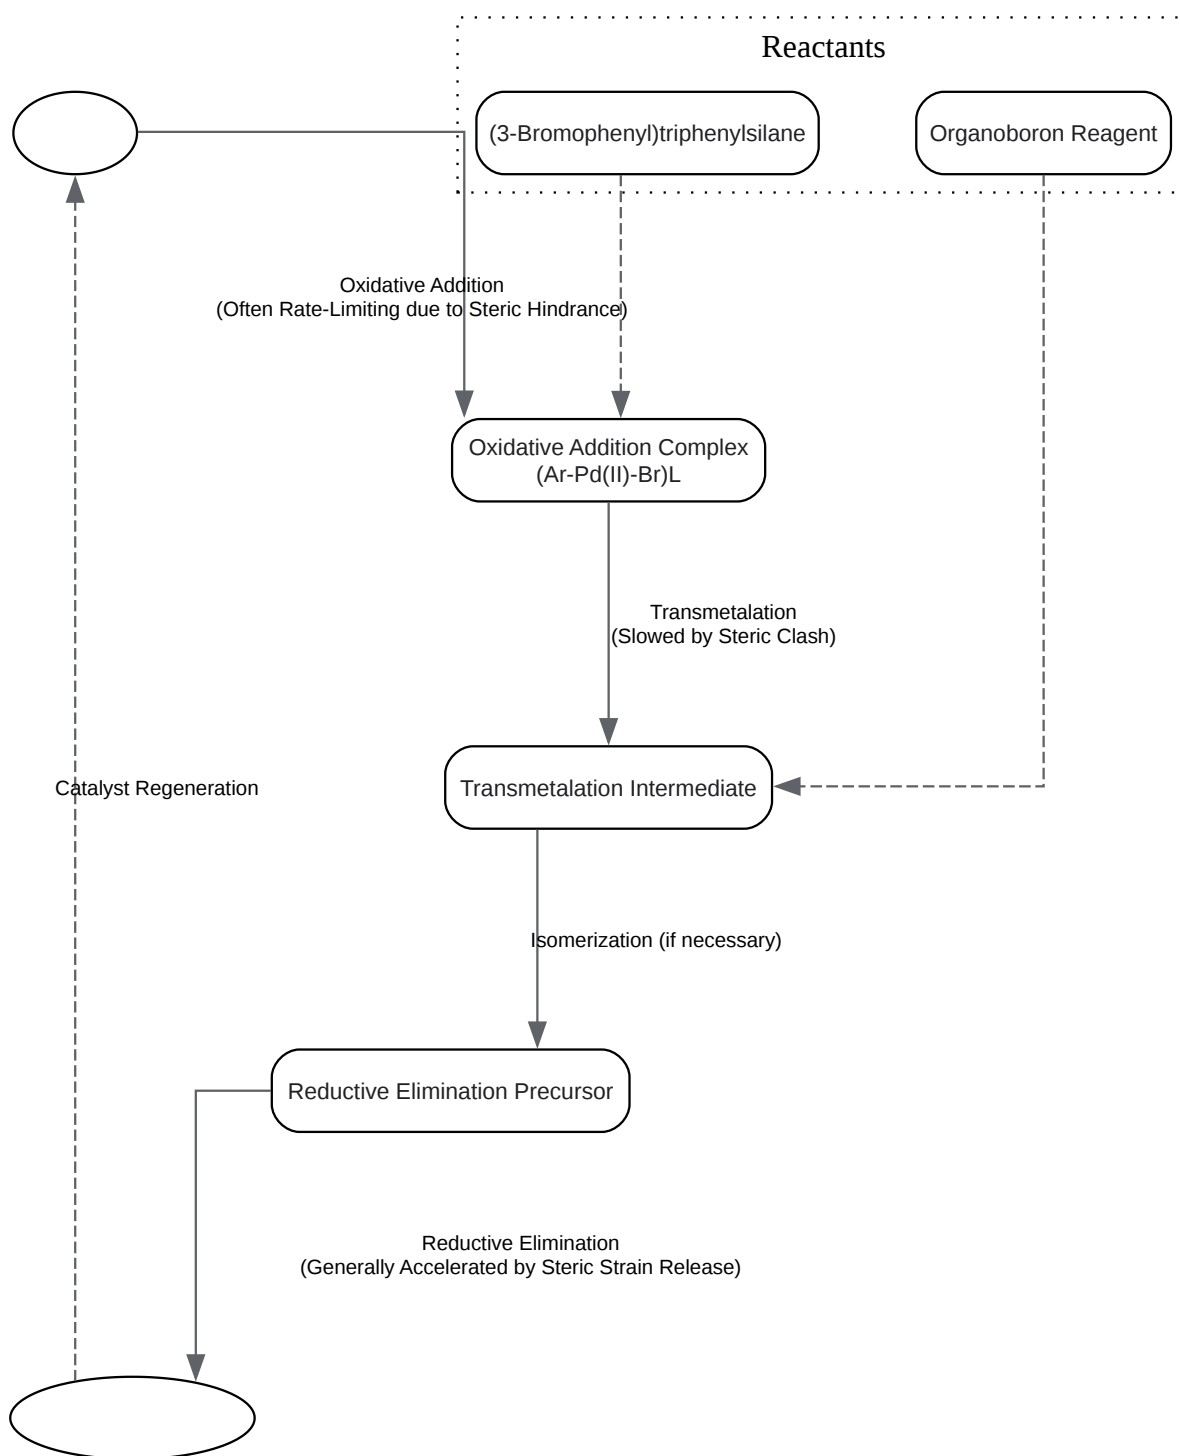 Reactants
(3-Bromophenyl)triphenylsilane
Organoboron Reagent
Oxidative Addition
(Often Rate-Limiting due to Steric Hindrance)
Oxidative Addition Complex
(Ar-Pd(II)-Br)L
Transmetalation
(Slowed by Steric Clash)
Catalyst Regeneration
Transmetalation Intermediate
Isomerization (if necessary)
Reductive Elimination Precursor
Reductive Elimination
(Generally Accelerated by Steric Strain Release)